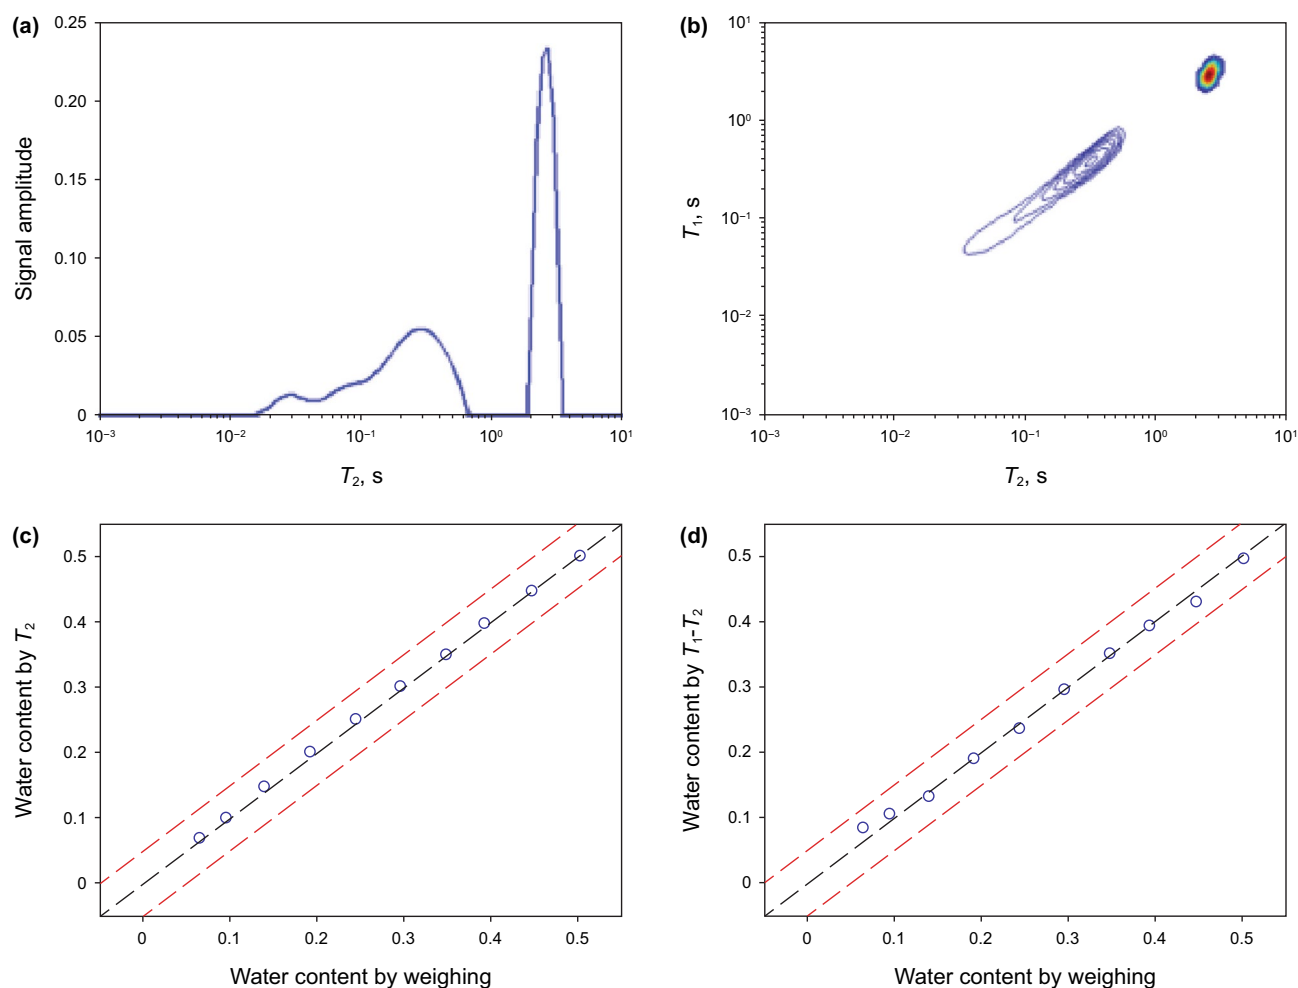 (a)
0.25
0.20
0.15
0.10
0.05
0
Signal amplitude
10⁻³ 10⁻² 10⁻¹ 10⁰ 10¹
T₂, s
(b)
10¹
10⁰
10⁻¹
10⁻²
10⁻³
T₁, s
10⁻³ 10⁻² 10⁻¹ 10⁰ 10¹
T₂, s
(c)
0.5
0.4
0.3
0.2
0.1
0
Water content by T₂
0 0.1 0.2 0.3 0.4 0.5
Water content by weighing
(d)
0.5
0.4
0.3
0.2
0.1
0
Water content by T₁-T₂
0 0.1 0.2 0.3 0.4 0.5
Water content by weighing